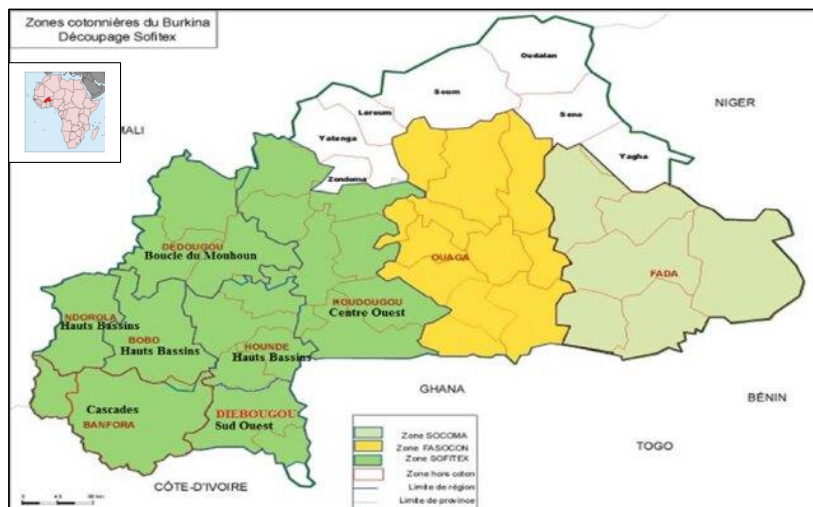 Zones cotonnières du Burkina
Découpage Sofitex
Oudalan
Soum
Loroum
NIGER
MALI
Yatenga
Sene
Yagha
Zondoma
DEDOUGOU
Boucle du Mouhoun
OUAGA
FADA
NDOROLA
Hauts Bassins
KOUDOUGOU
Centre Ouest
BOBO
Hauts Bassins
HOUNDE
Hauts Bassins
GHANA
BÉNIN
Cascades
BANFORA
DIEBOUGOU
Sud Ouest
TOGO
CÔTE-D'IVOIRE
Zone SOCOMA
Zone FASOCON
Zone SOFITEX
Zone hors coton
Limite de région
Limite de province